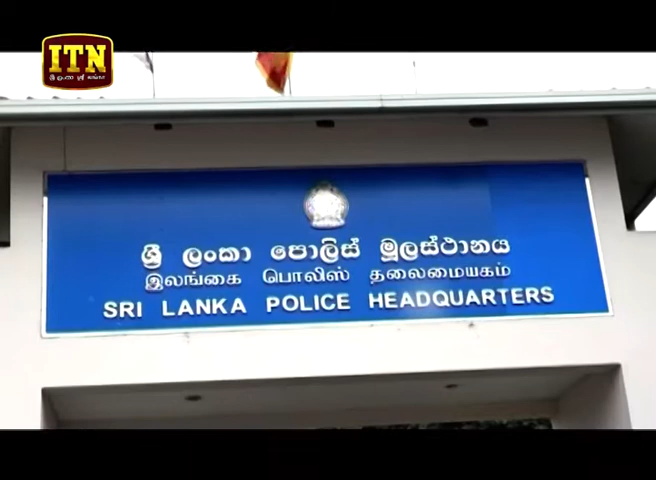 ITN
ශ්‍රී ලංකා පොලිස් මූලස්ථානය
இலங்கை பொலிஸ் தலைமையகம்
SRI LANKA POLICE HEADQUARTERS